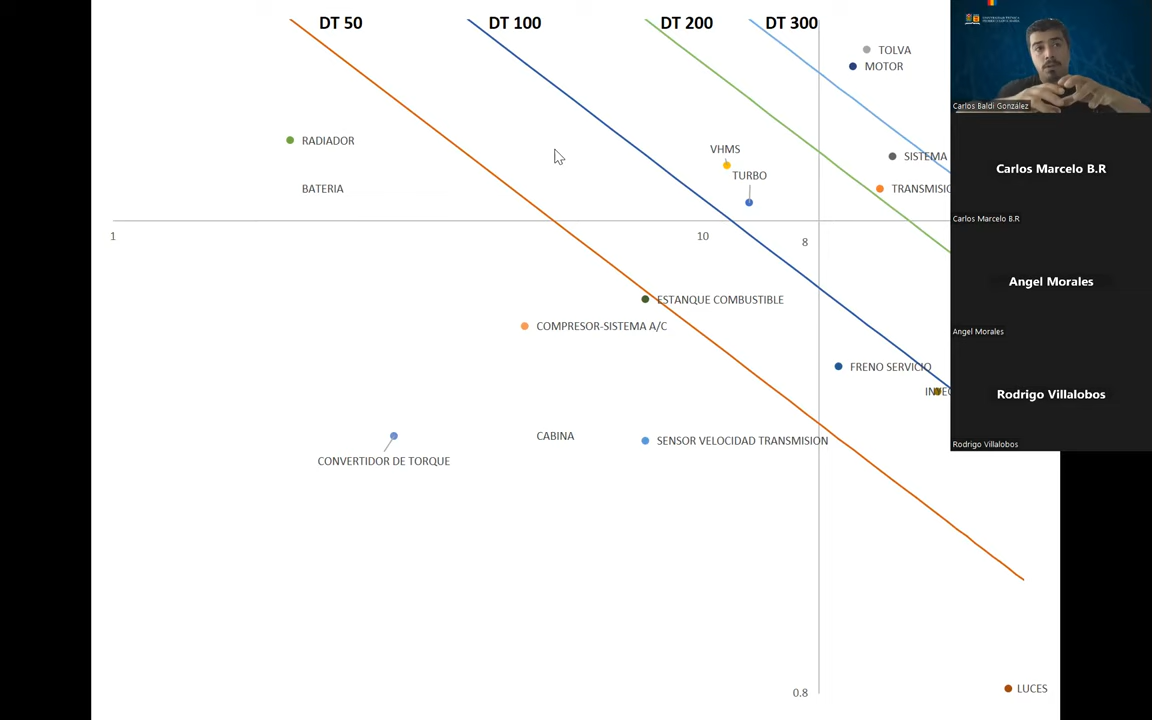 DT 50
DT 100
DT 200
DT 300
TOLVA
MOTOR
RADIADOR
VHMS
SISTEMA
TURBO
BATERIA
1
10
8
ESTANQUE COMBUSTIBLE
COMPRESOR-SISTEMA A/C
FRENO SERVICIO
CABINA
SENSOR VELOCIDAD TRANSMISION
CONVERTIDOR DE TORQUE
LUCES
0.8
Carlos Baldi González
Carlos Marcelo B.R
Carlos Marcelo B.R
Angel Morales
Angel Morales
Rodrigo Villalobos
Rodrigo Villalobos